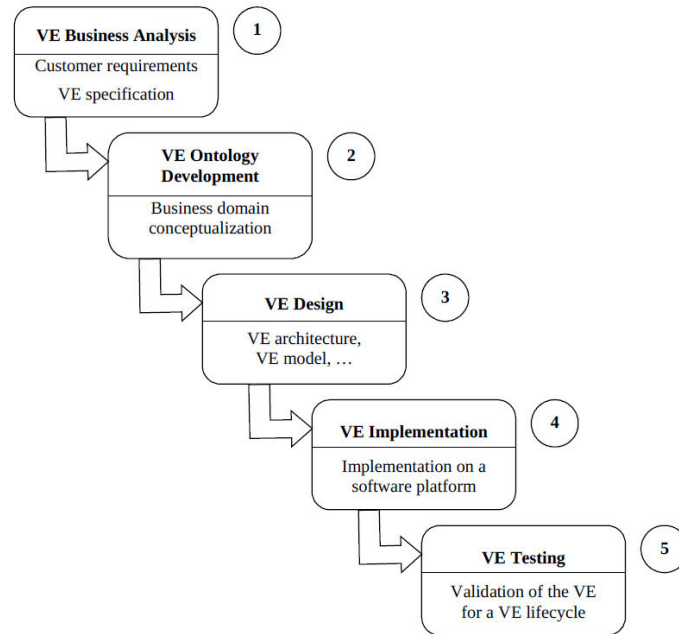 VE Business Analysis
1
Customer requirements
VE specification
VE Ontology
Development
2
Business domain
conceptualization
VE Design
3
VE architecture,
VE model, …
VE Implementation
4
Implementation on a
software platform
VE Testing
5
Validation of the VE
for a VE lifecycle